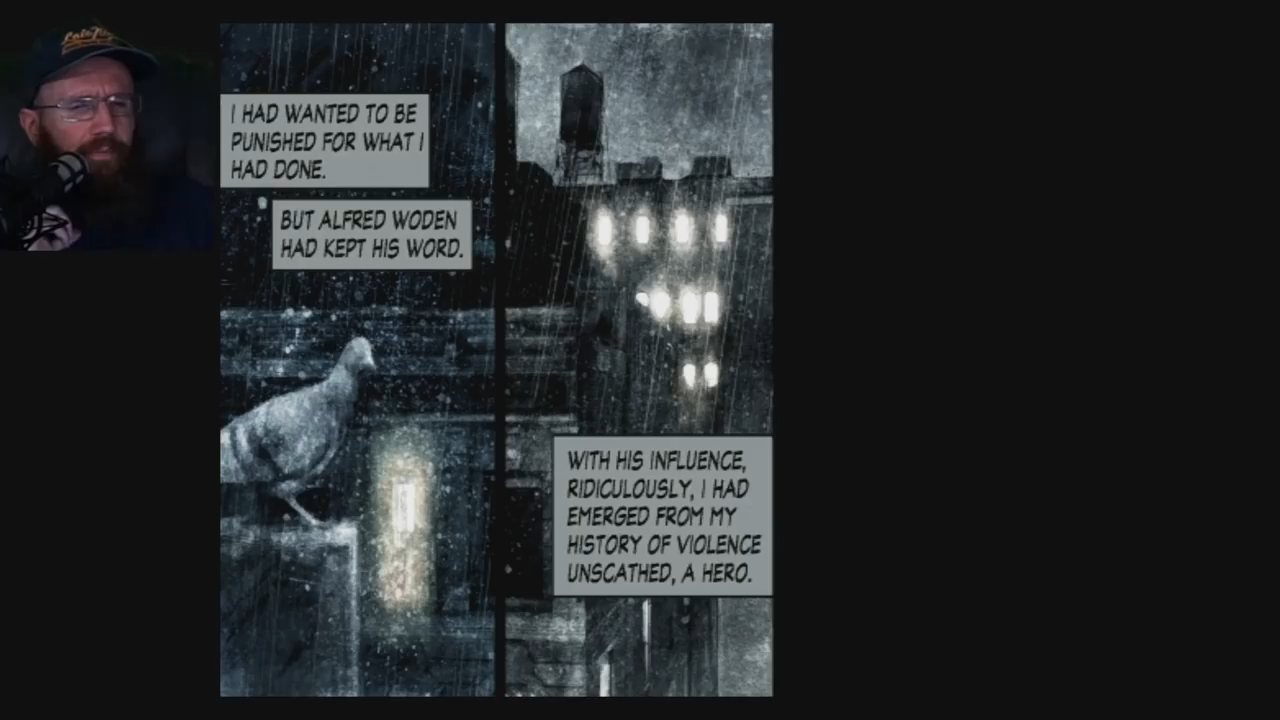 I HAD WANTED TO BE
PUNISHED FOR WHAT I
HAD DONE.
BUT ALFRED WODEN
HAD KEPT HIS WORD.
WITH HIS INFLUENCE,
RIDICULOUSLY, I HAD
EMERGED FROM MY
HISTORY OF VIOLENCE
UNSCATHED, A HERO.